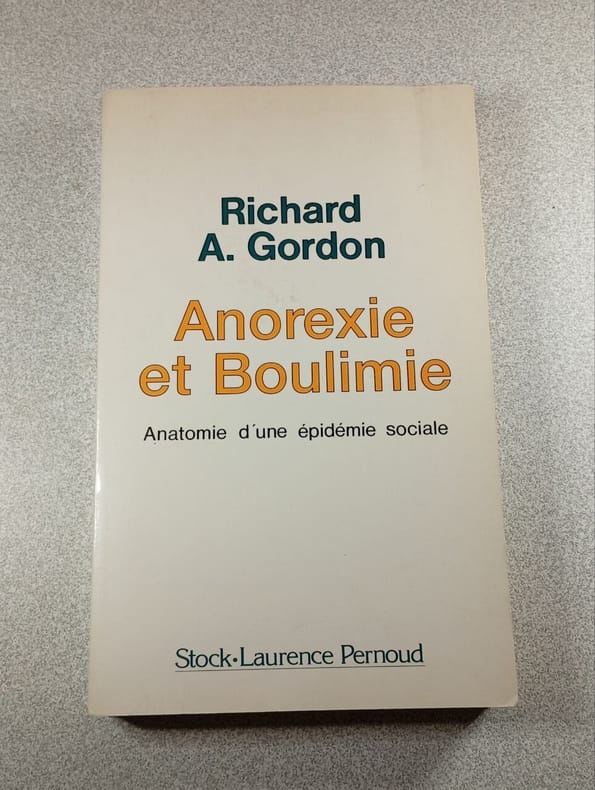 Richard
A. Gordon
Anorexie
et Boulimie
Anatomie d'une épidémie sociale
Stock•Laurence Pernoud